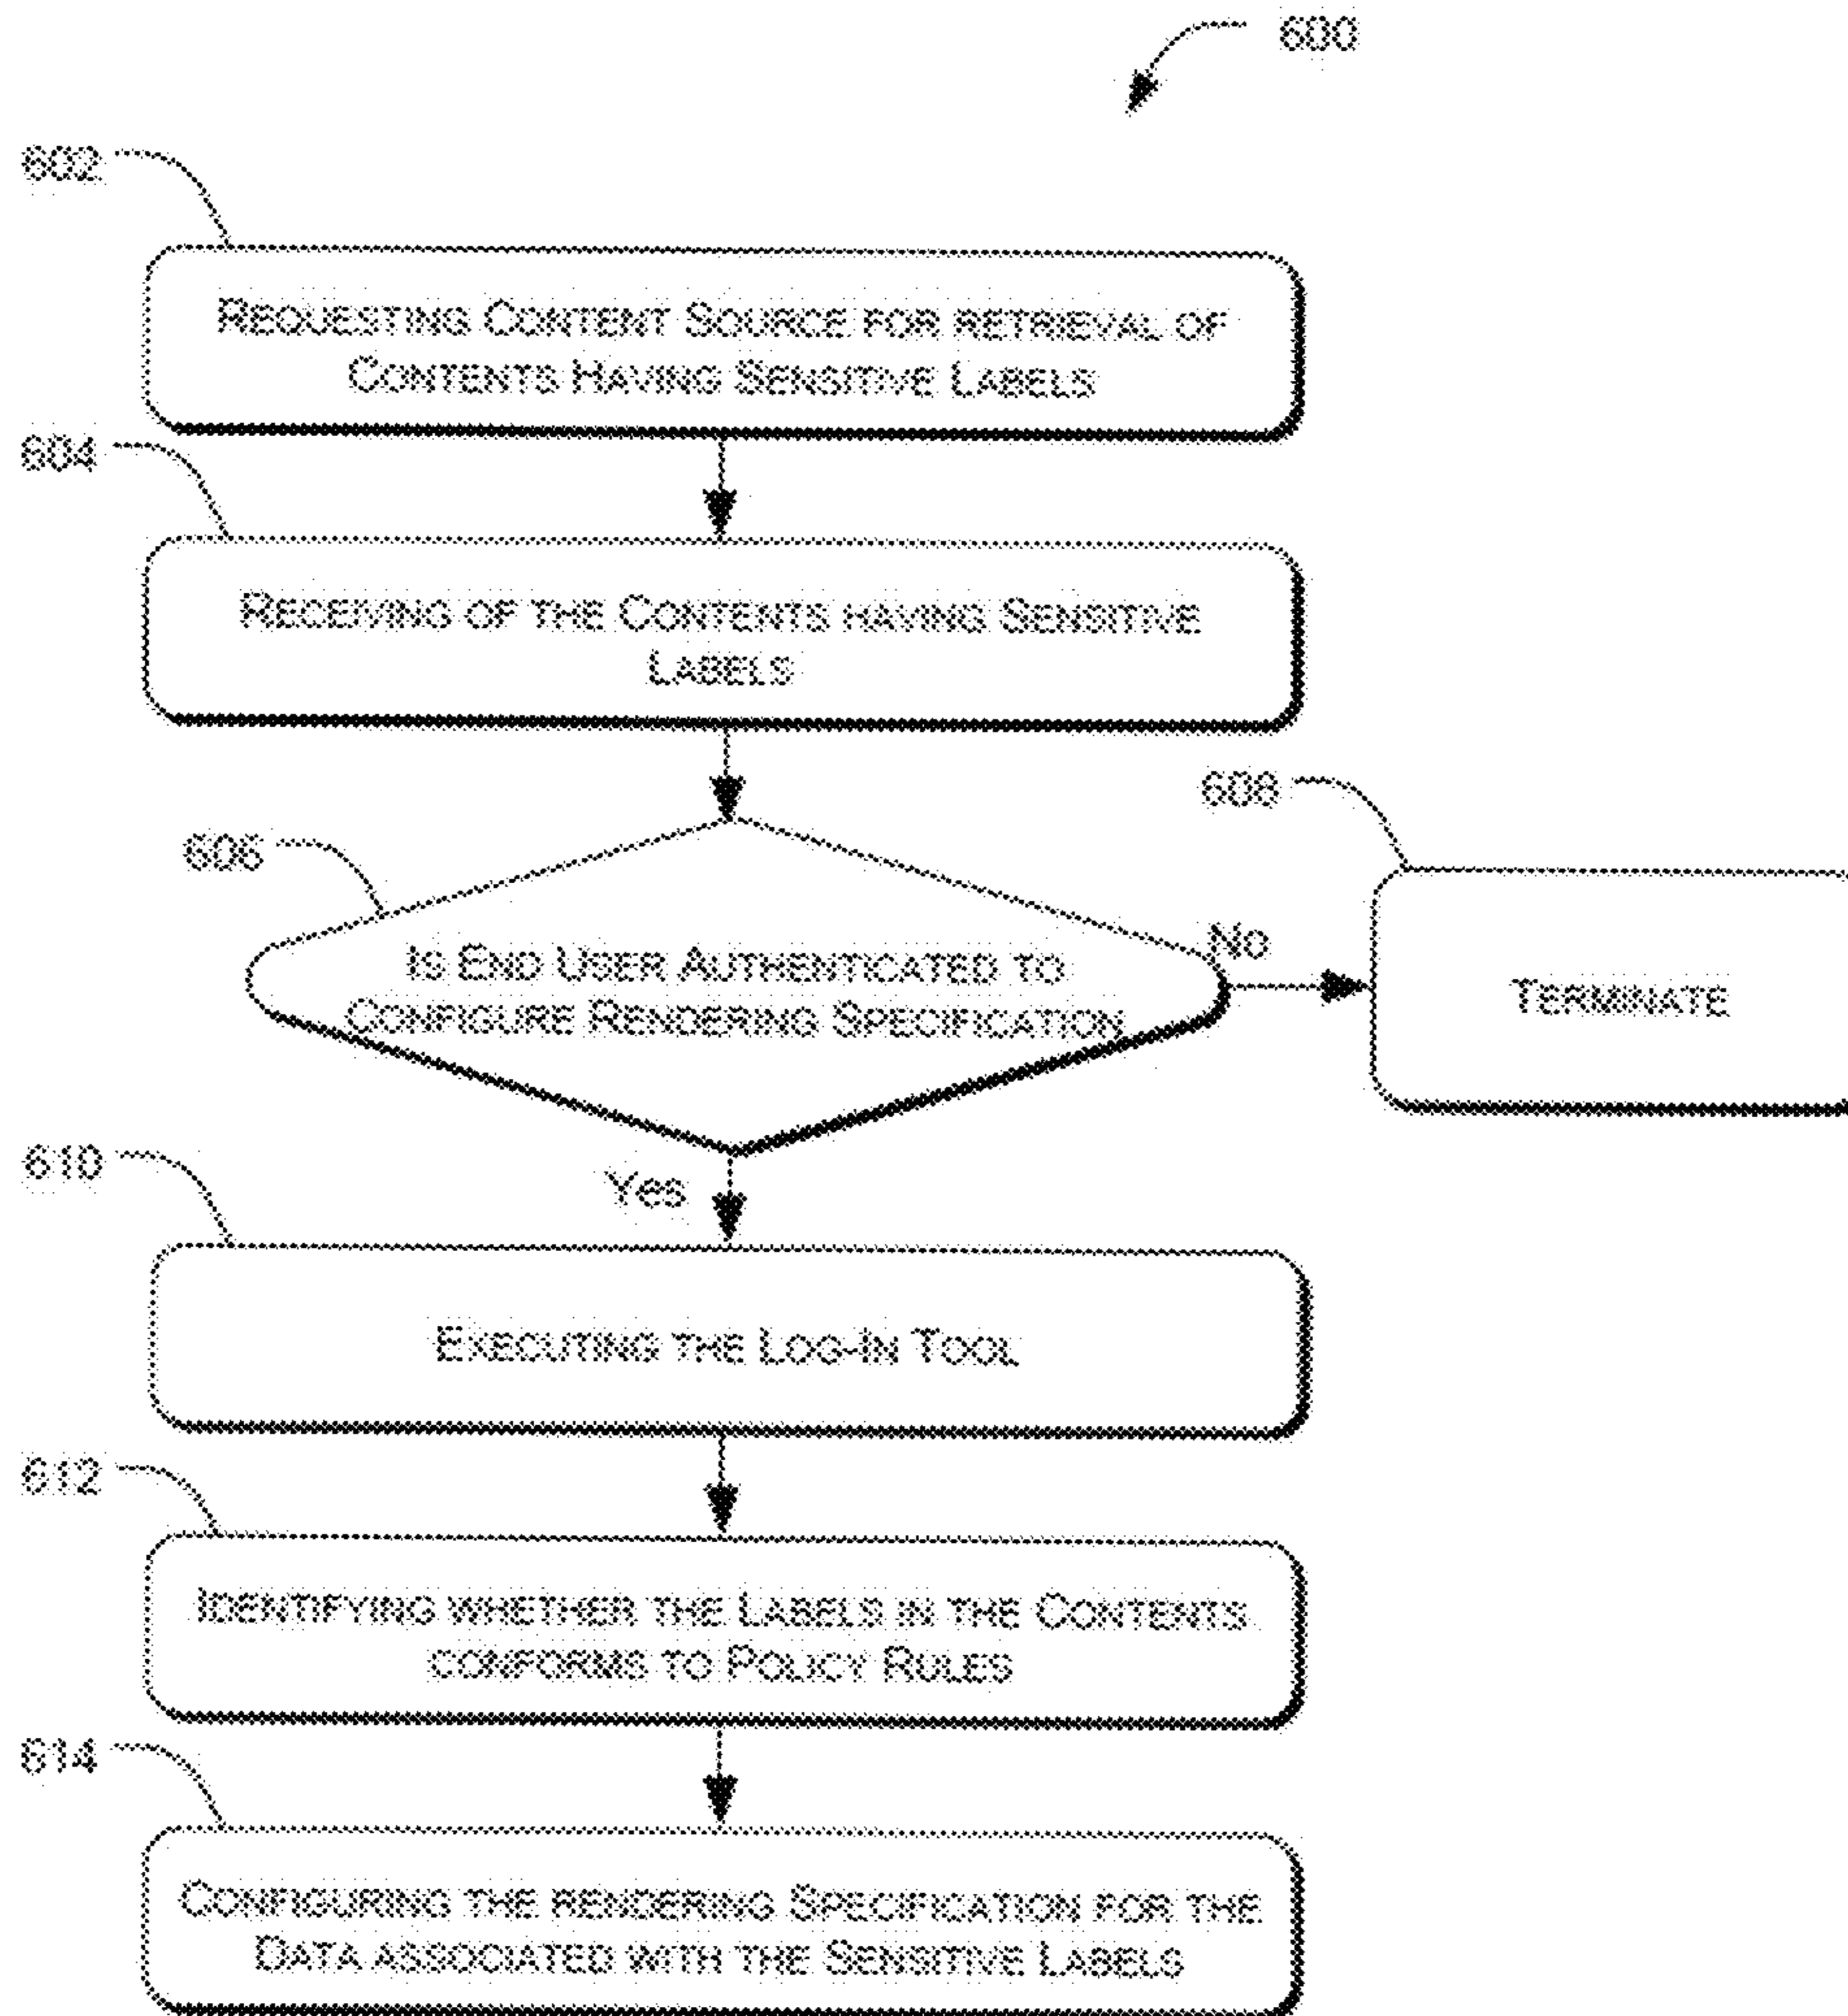 600
602
REQUESTING CONTENT SOURCE FOR RETRIEVAL OF
CONTENTS HAVING SENSITIVE LABELS
604
RECEIVING OF THE CONTENTS HAVING SENSITIVE
LABELS
606
IS END USER AUTHENTICATED TO
CONFIGURE RENDERING SPECIFICATION
No
608
TERMINATE
Yes
610
EXECUTING THE LOG-IN TOOL
612
IDENTIFYING WHETHER THE LABELS IN THE CONTENTS
CONFORMS TO POLICY RULES
614
CONFIGURING THE RENDERING SPECIFICATION FOR THE
DATA ASSOCIATED WITH THE SENSITIVE LABELS